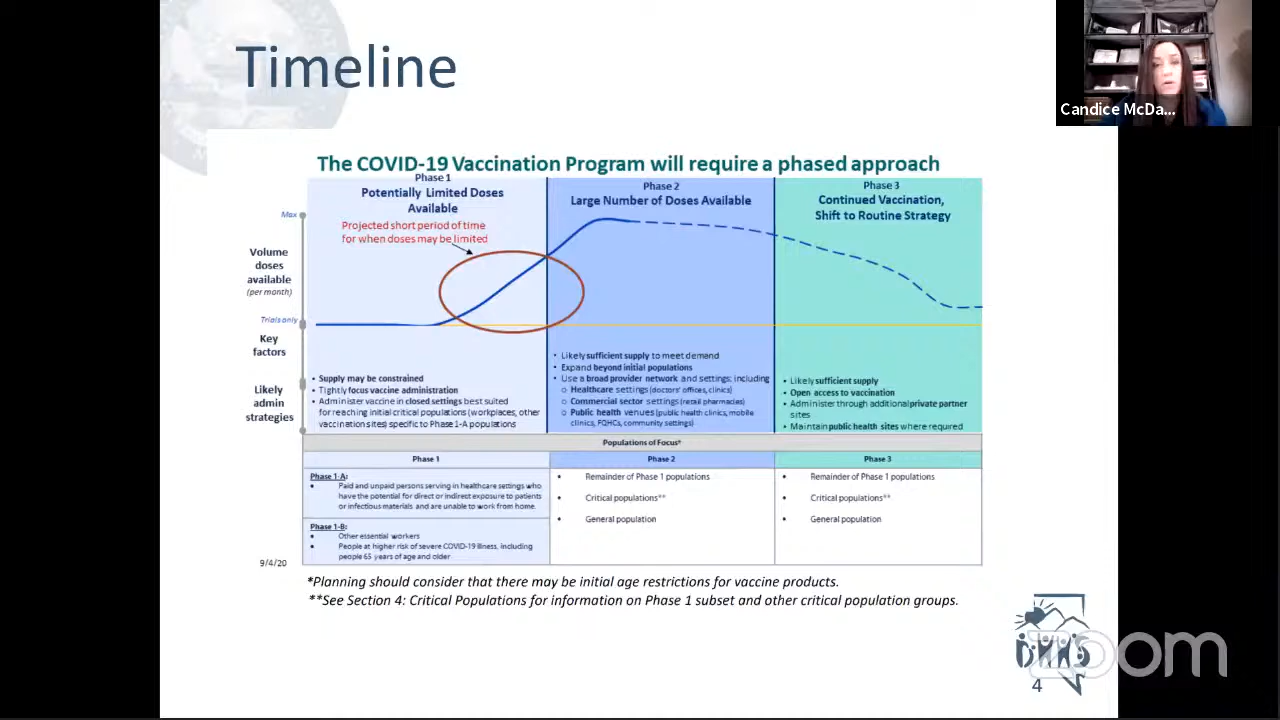 Timeline
Candice McDa...
The COVID-19 Vaccination Program will require a phased approach
Phase 1
Potentially Limited Doses
Available
Projected short period of time
for when doses may be limited
Phase 2
Large Number of Doses Available
Phase 3
Continued Vaccination,
Shift to Routine Strategy
Max
Volume
doses
available
(per month)
Trials only
Key
factors
Likely
admin
strategies
• Supply may be constrained
• Tightly focus vaccine administration
• Administer vaccine in closed settings best suited
for reaching initial critical populations (workplaces, other
vaccination sites) specific to Phase 1-A populations
• Likely sufficient supply to meet demand
• Expand beyond initial populations
• Use a broad provider network and settings: including
o Healthcare settings (doctors' offices, clinics)
o Commercial sector settings (retail pharmacies)
o Public health venues (public health clinics, mobile
clinics, FQHCs, community settings)
• Likely sufficient supply
• Open access to vaccination
• Administer through additional private partner
sites
• Maintain public health sites where required
Populations of Focus*
Phase 1
Phase 2
Phase 3
Phase 1-A:
• Paid and unpaid persons serving in healthcare settings who
have the potential for direct or indirect exposure to patients
or infectious materials and are unable to work from home.
Phase 1-B:
• Other essential workers
• People at higher risk of severe COVID-19 illness, including
people 65 years of age and older
• Remainder of Phase 1 populations
• Critical populations**
• General population
• Remainder of Phase 1 populations
• Critical populations**
• General population
9/4/20
*Planning should consider that there may be initial age restrictions for vaccine products.
**See Section 4: Critical Populations for information on Phase 1 subset and other critical population groups.
DHHS
zoom
4